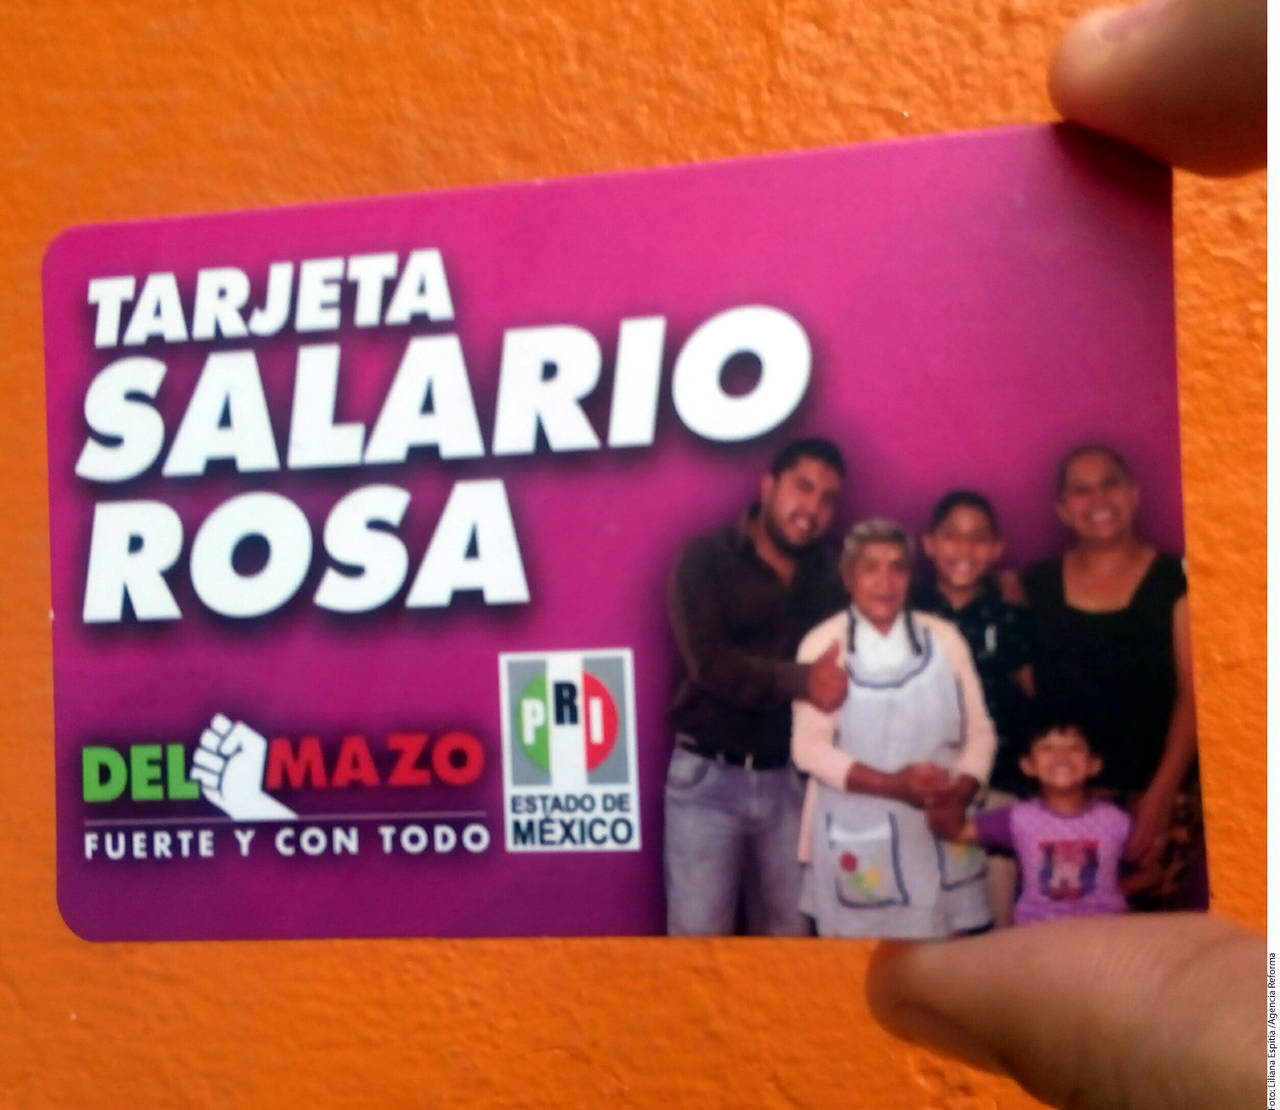 TARJETA
SALARIO
ROSA
DEL MAZO
FUERTE Y CON TODO
PRI
ESTADO DE
MÉXICO
Foto: Liliana Espitia /Agencia Reforma